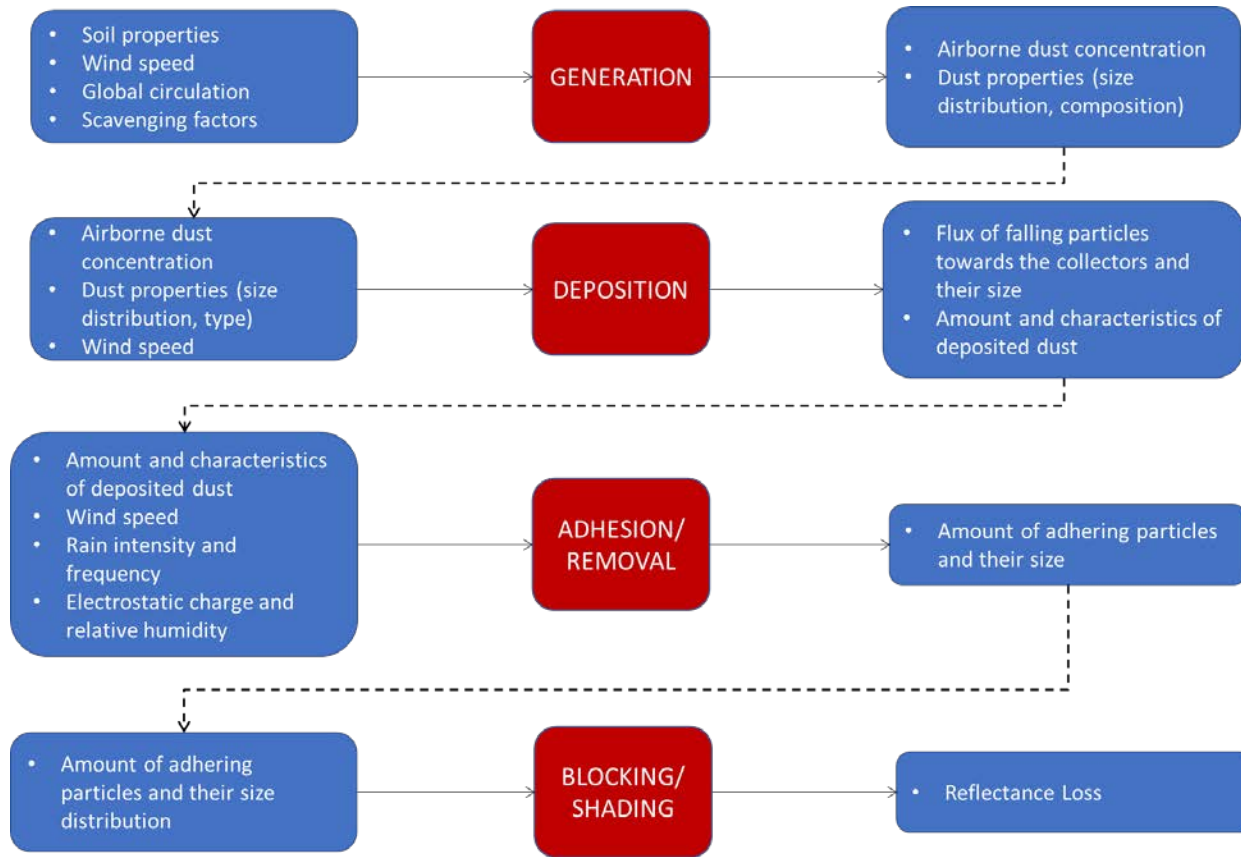 • Soil properties
• Wind speed
• Global circulation
• Scavenging factors
GENERATION
• Airborne dust concentration
• Dust properties (size
distribution, composition)
• Airborne dust
concentration
• Dust properties (size
distribution, type)
• Wind speed
DEPOSITION
• Flux of falling particles
towards the collectors and
their size
• Amount and characteristics of
deposited dust
• Amount and characteristics
of deposited dust
• Wind speed
• Rain intensity and
frequency
• Electrostatic charge and
relative humidity
ADHESION/
REMOVAL
• Amount of adhering particles
and their size
• Amount of adhering
particles and their size
distribution
BLOCKING/
SHADING
• Reflectance Loss